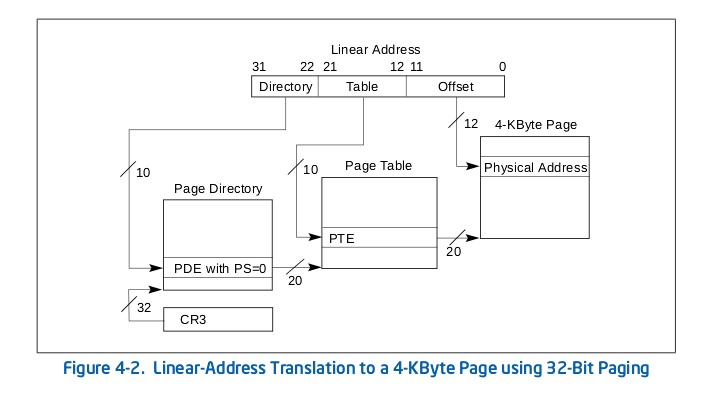 Linear Address
31 22 21 12 11 0
Directory Table Offset
12
4-KByte Page
Physical Address
10
10
Page Table
Page Directory
PTE
20
PDE with PS=0
20
32
CR3
Figure 4-2. Linear-Address Translation to a 4-KByte Page using 32-Bit Paging